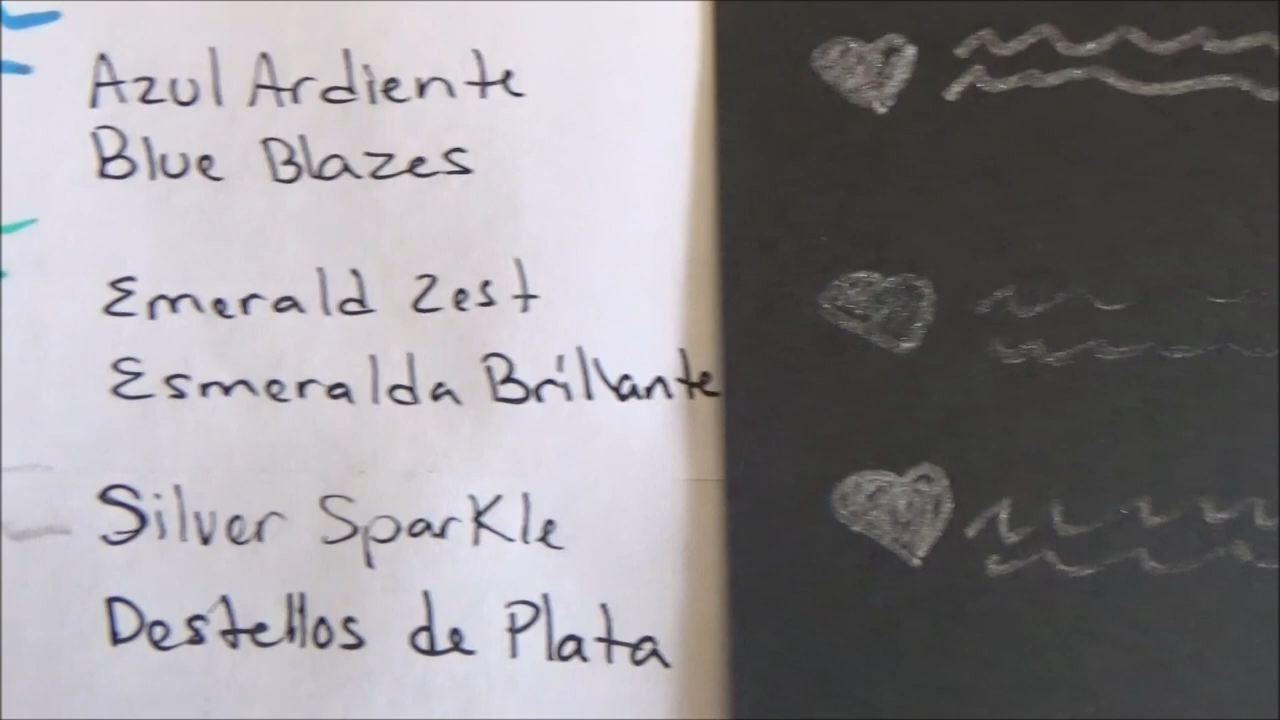 Azul Ardiente
Blue Blazes
Emerald Zest
Esmeralda Brillante
Silver Sparkle
Destellos de Plata